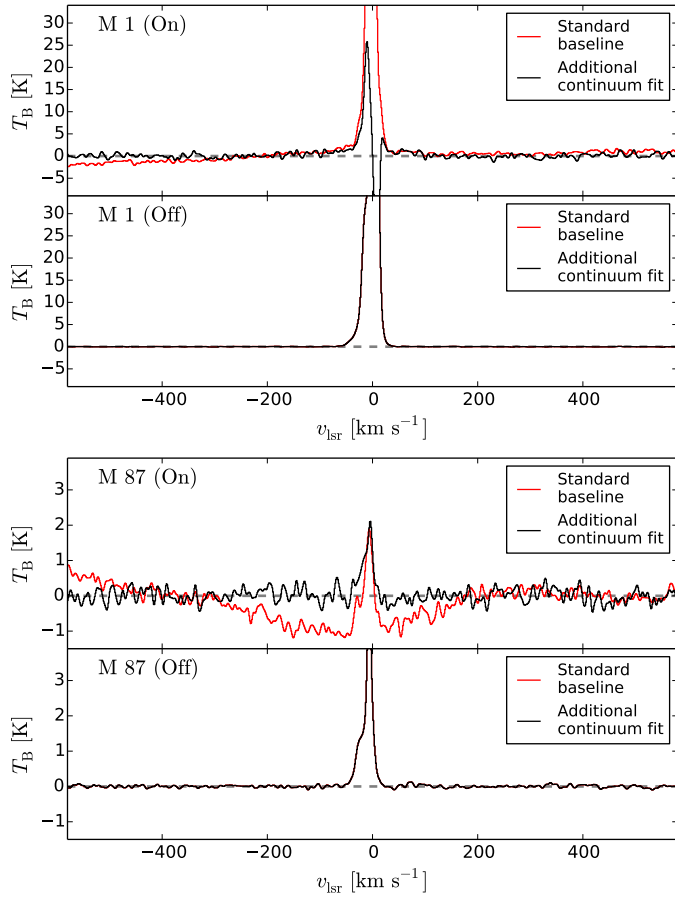 M 1 (On)
Standard
baseline
Additional
continuum fit
T_B [K]
30
25
20
15
10
5
0
−5
M 1 (Off)
Standard
baseline
Additional
continuum fit
T_B [K]
30
25
20
15
10
5
0
−5
−400 −200 0 200 400
v_lsr [km s⁻¹]
M 87 (On)
Standard
baseline
Additional
continuum fit
T_B [K]
3
2
1
0
−1
M 87 (Off)
Standard
baseline
Additional
continuum fit
T_B [K]
3
2
1
0
−1
−400 −200 0 200 400
v_lsr [km s⁻¹]